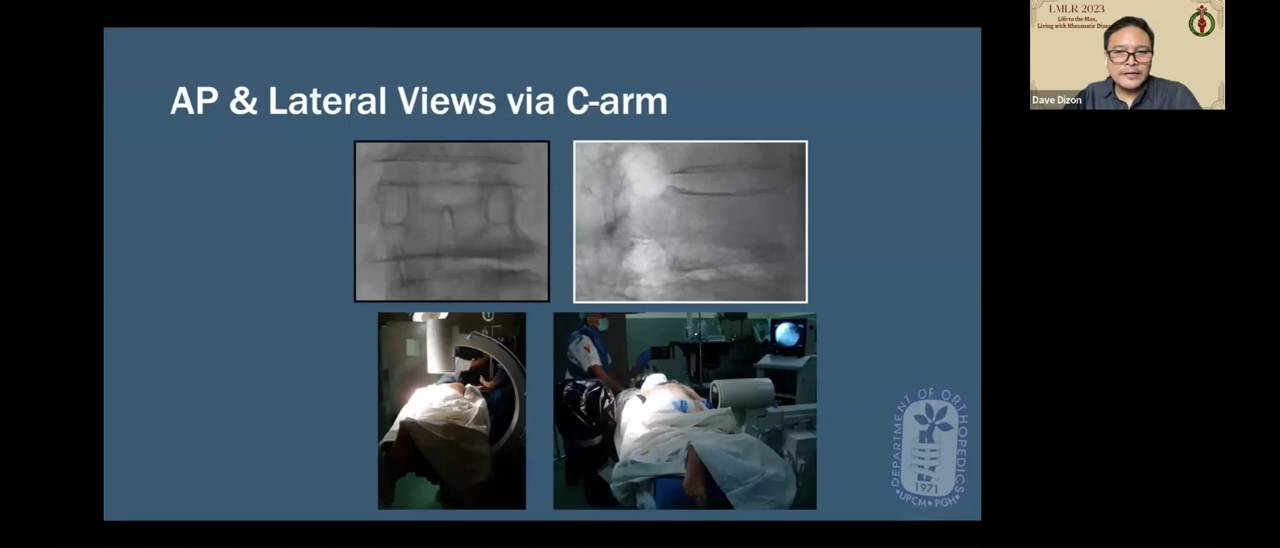 AP & Lateral Views via C-arm
LMLR 2023
Life to the Max,
Living with Rheumatic
Dave Dizon
DEPARTMENT OF ORTHOPEDICS
1971
UPCM • PGH